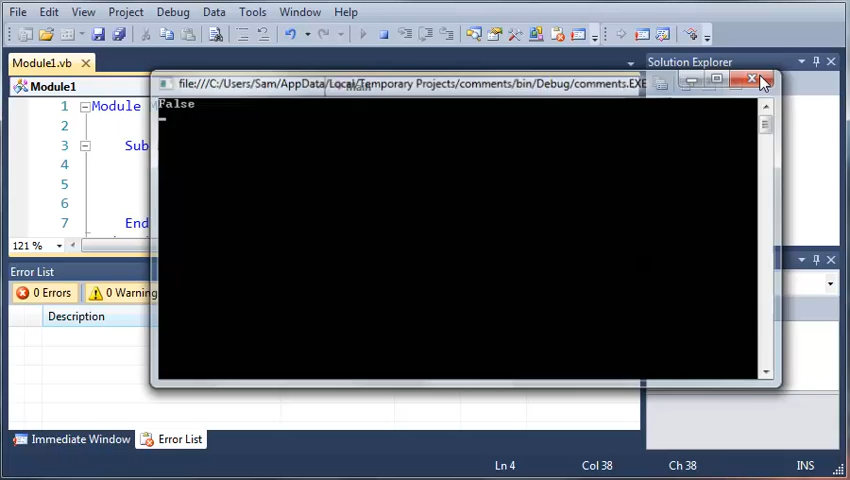 File Edit View Project Debug Data Tools Window Help
Module1.vb
Solution Explorer
file:///C:/Users/Sam/AppData/Local/Temporary Projects/comments/bin/Debug/comments.EXE
Module1
False
1 Module
2
3 Sub
4
5
6
7 End
121 %
Error List
0 Errors
0 Warning
Description
Immediate Window
Error List
Ln 4 Col 38 Ch 38 INS